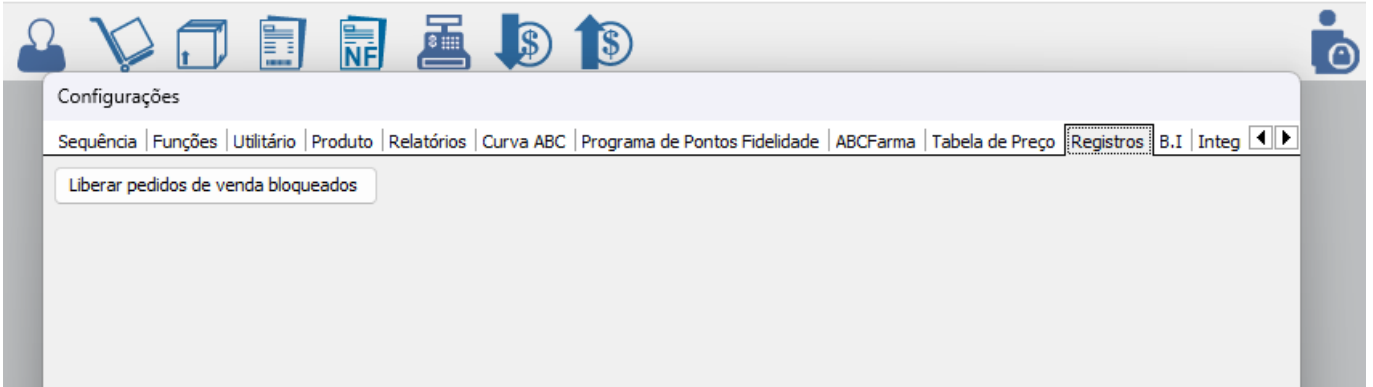 $
NF
$
$
Configurações
Sequência Funções Utilitário Produto Relatórios Curva ABC Programa de Pontos Fidelidade ABCFarma Tabela de Preço Registros B.I Integ
Liberar pedidos de venda bloqueados